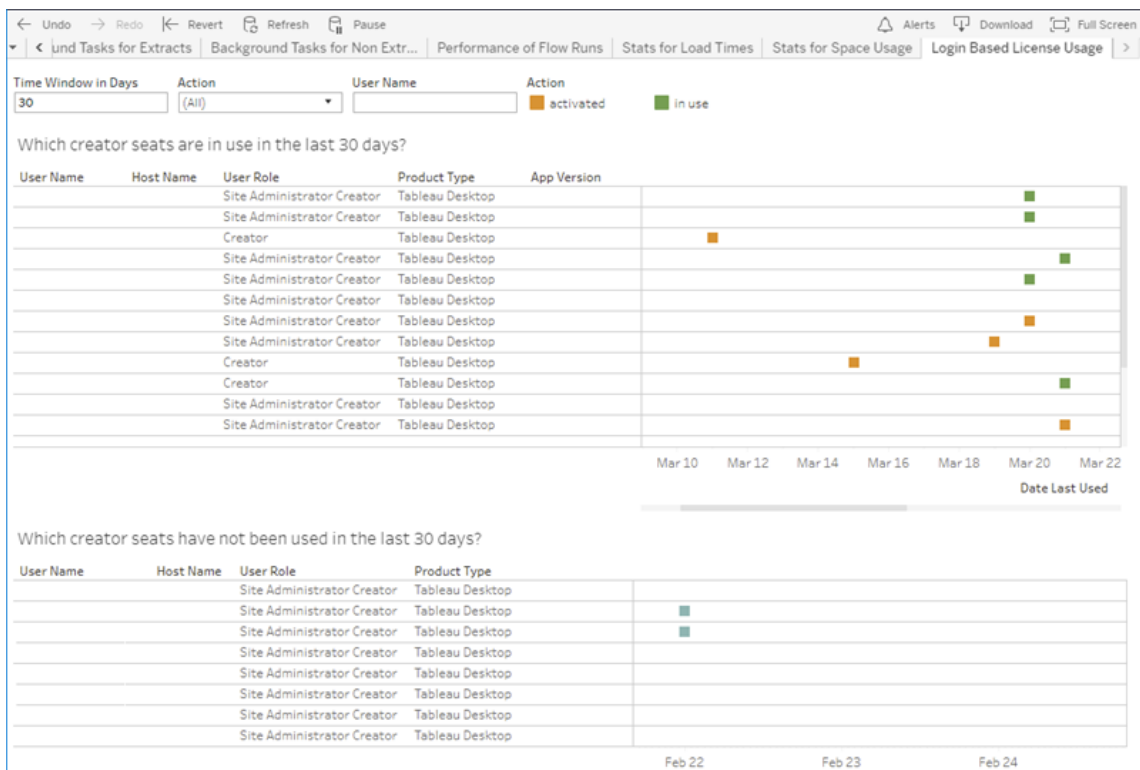 Undo Redo Revert Refresh Pause Alerts Download Full Screen
und Tasks for Extracts Background Tasks for Non Extr... Performance of Flow Runs Stats for Load Times Stats for Space Usage Login Based License Usage
Time Window in Days Action User Name Action
30 (All) activated in use
Which creator seats are in use in the last 30 days?
User Name Host Name User Role Product Type App Version
Site Administrator Creator Tableau Desktop
Site Administrator Creator Tableau Desktop
Creator Tableau Desktop
Site Administrator Creator Tableau Desktop
Site Administrator Creator Tableau Desktop
Site Administrator Creator Tableau Desktop
Site Administrator Creator Tableau Desktop
Site Administrator Creator Tableau Desktop
Creator Tableau Desktop
Creator Tableau Desktop
Site Administrator Creator Tableau Desktop
Site Administrator Creator Tableau Desktop
Mar 10 Mar 12 Mar 14 Mar 16 Mar 18 Mar 20 Mar 22
Date Last Used
Which creator seats have not been used in the last 30 days?
User Name Host Name User Role Product Type
Site Administrator Creator Tableau Desktop
Site Administrator Creator Tableau Desktop
Site Administrator Creator Tableau Desktop
Site Administrator Creator Tableau Desktop
Site Administrator Creator Tableau Desktop
Site Administrator Creator Tableau Desktop
Site Administrator Creator Tableau Desktop
Site Administrator Creator Tableau Desktop
Feb 22 Feb 23 Feb 24